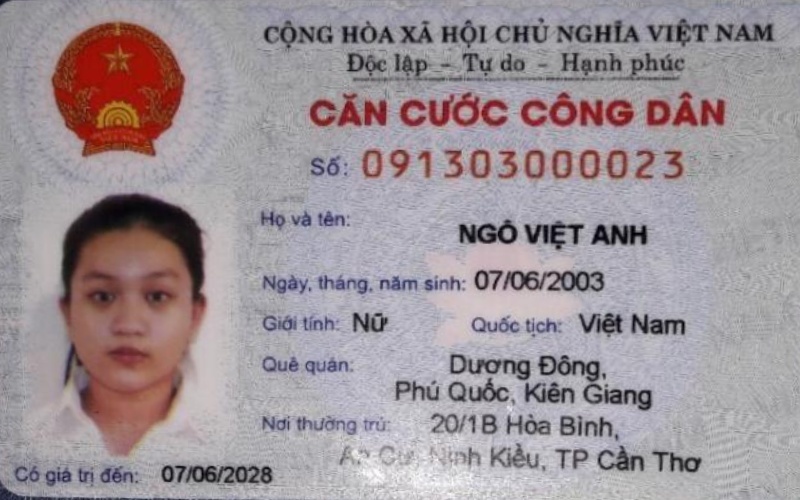 CỘNG HÒA XÃ HỘI CHỦ NGHĨA VIỆT NAM
Độc lập - Tự do - Hạnh phúc
CĂN CƯỚC CÔNG DÂN
Số: 091303000023
Họ và tên:
NGÔ VIỆT ANH
Ngày, tháng, năm sinh: 07/06/2003
Giới tính: Nữ Quốc tịch: Việt Nam
Quê quán: Dương Đông,
Phú Quốc, Kiên Giang
Nơi thường trú: 20/1B Hòa Bình,
An Cư, Ninh Kiều, TP Cần Thơ
Có giá trị đến: 07/06/2028